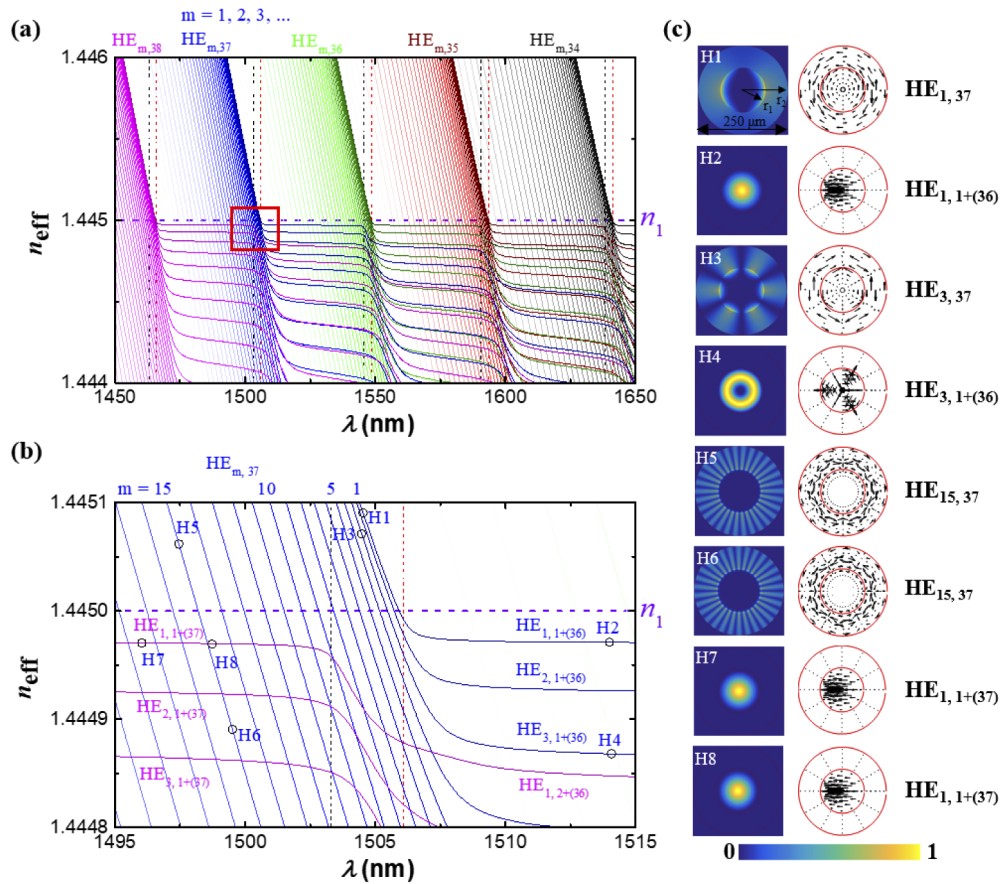 (a)
m = 1, 2, 3, ...
HEm,38 HEm,37 HEm,36 HEm,35 HEm,34
1.446
1.445
1.444
neff
n1
1450 1500 1550 1600 1650
λ (nm)
(b)
HEm, 37
m = 15 10 5 1
1.4451
1.4450
1.4449
1.4448
neff
n1
H5
H1
H3
HE1, 1+(37)
H7
H8
HE1, 1+(36)
H2
HE2, 1+(37)
HE2, 1+(36)
H6
HE3, 1+(37)
HE3, 1+(36)
H4
HE1, 2+(36)
1495 1500 1505 1510 1515
λ (nm)
(c)
H1
r1
r2
250 μm
HE1, 37
H2
HE1, 1+(36)
H3
HE3, 37
H4
HE3, 1+(36)
H5
HE15, 37
H6
HE15, 37
H7
HE1, 1+(37)
H8
HE1, 1+(37)
0 1